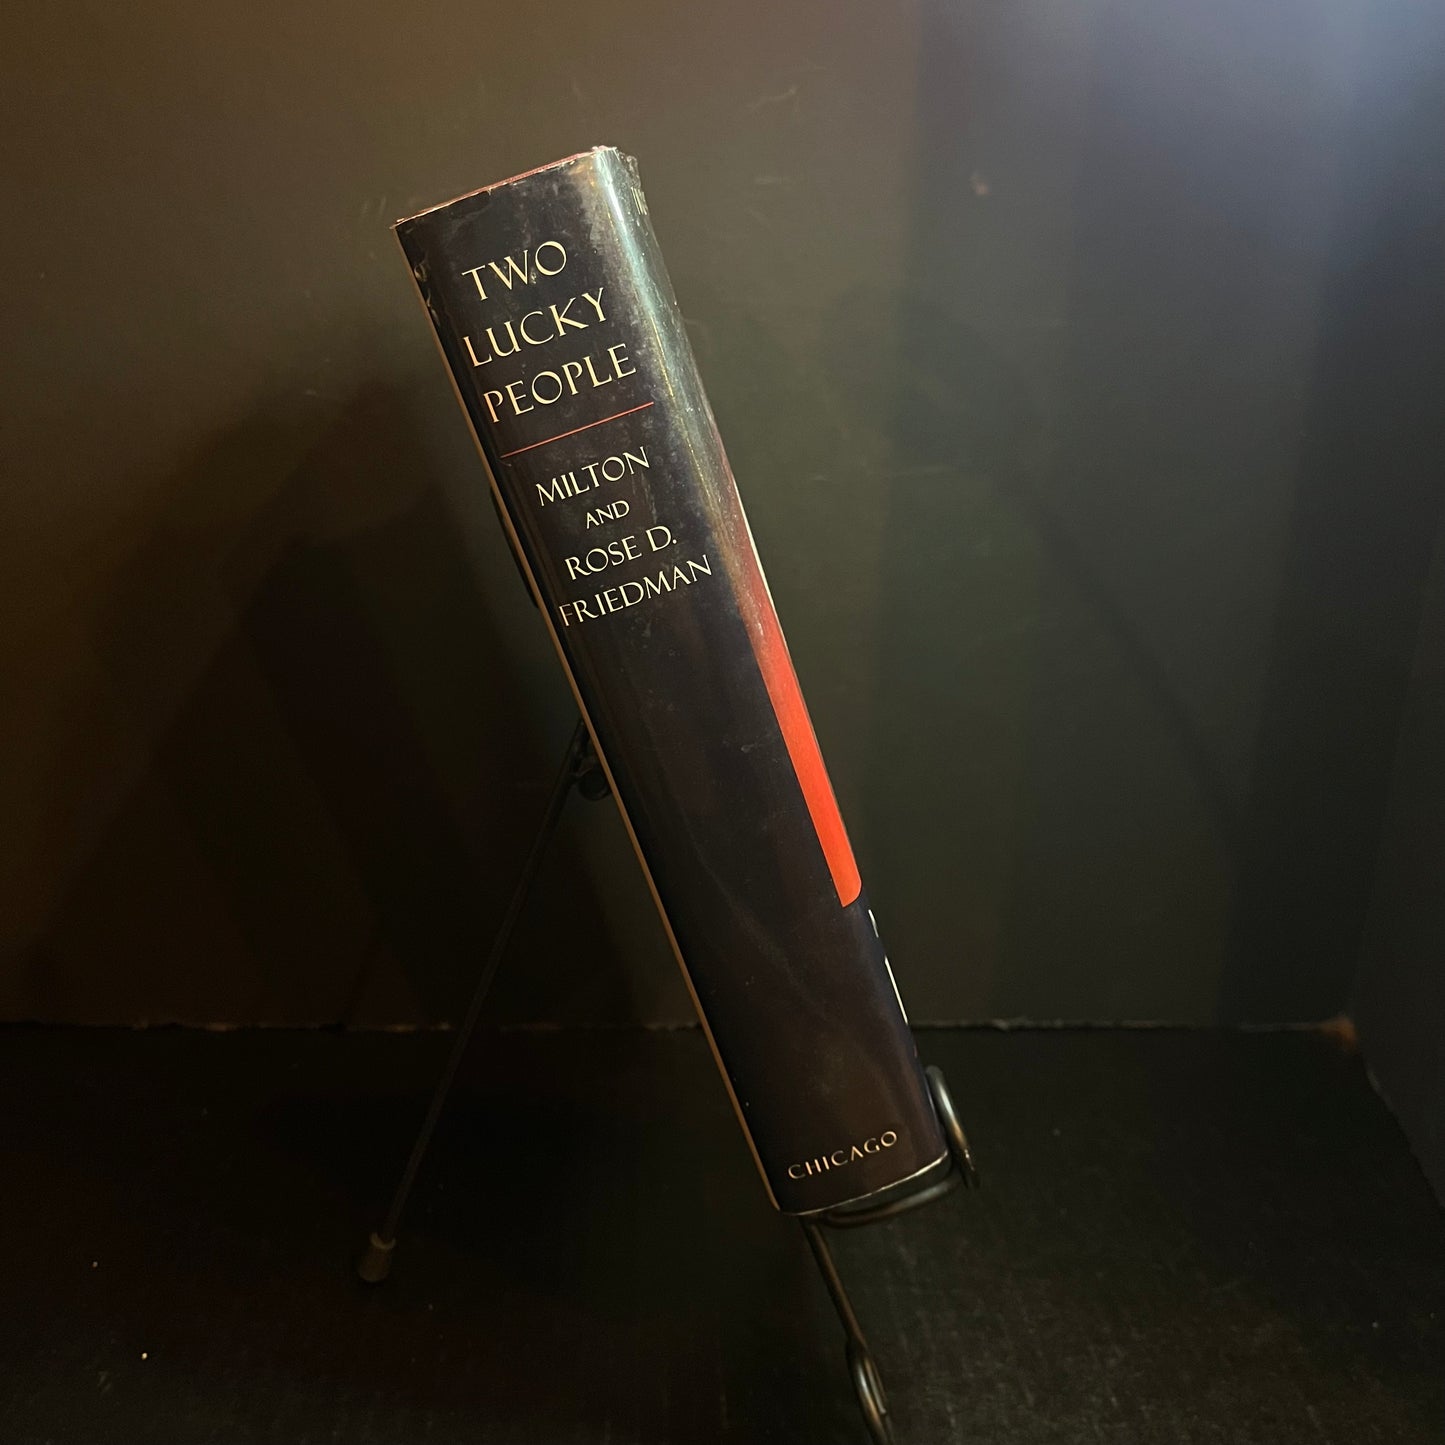 TWO
LUCKY
PEOPLE
MILTON
AND
ROSE D.
FRIEDMAN
CHICAGO